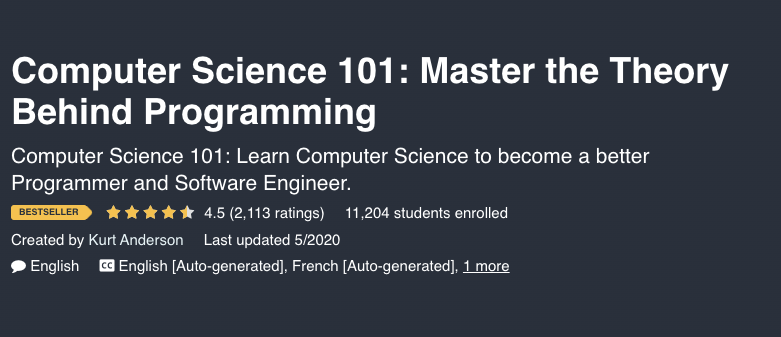 Computer Science 101: Master the Theory
Behind Programming
Computer Science 101: Learn Computer Science to become a better
Programmer and Software Engineer.
BESTSELLER 4.5 (2,113 ratings) 11,204 students enrolled
Created by Kurt Anderson Last updated 5/2020
English CC English [Auto-generated], French [Auto-generated], 1 more